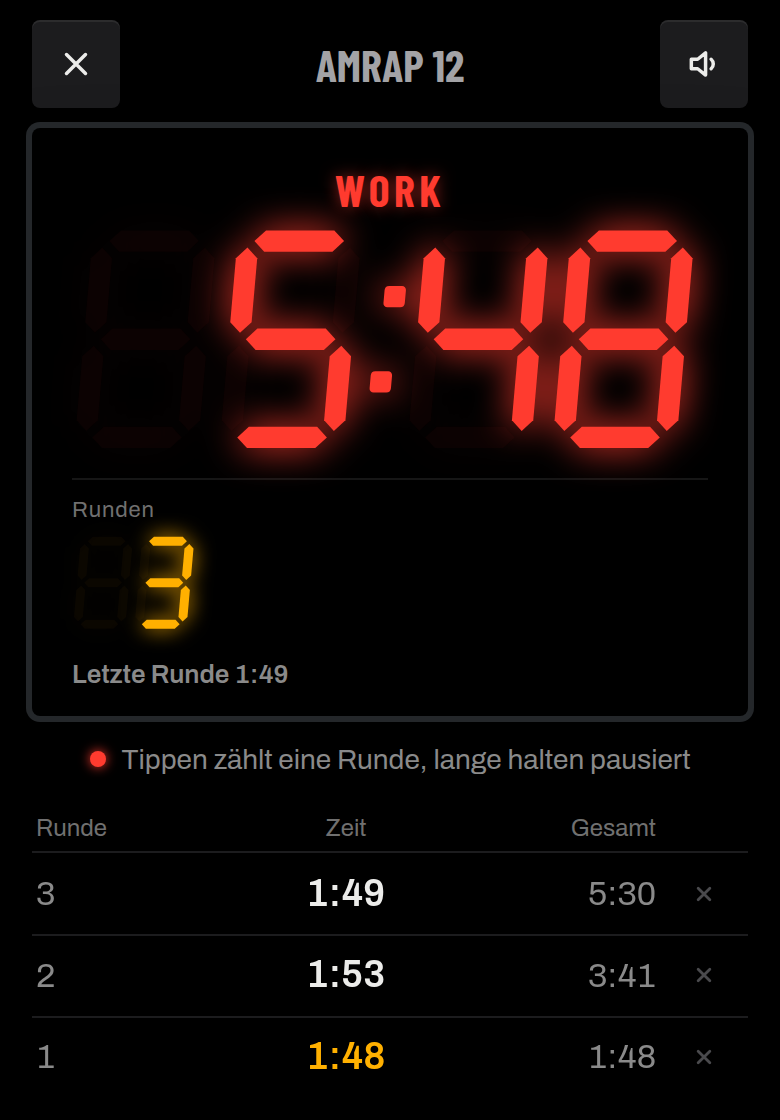 AMRAP 12
WORK
5:48
Runden
3
Letzte Runde 1:49
Tippen zählt eine Runde, lange halten pausiert
Runde Zeit Gesamt
3 1:49 5:30 ×
2 1:53 3:41 ×
1 1:48 1:48 ×